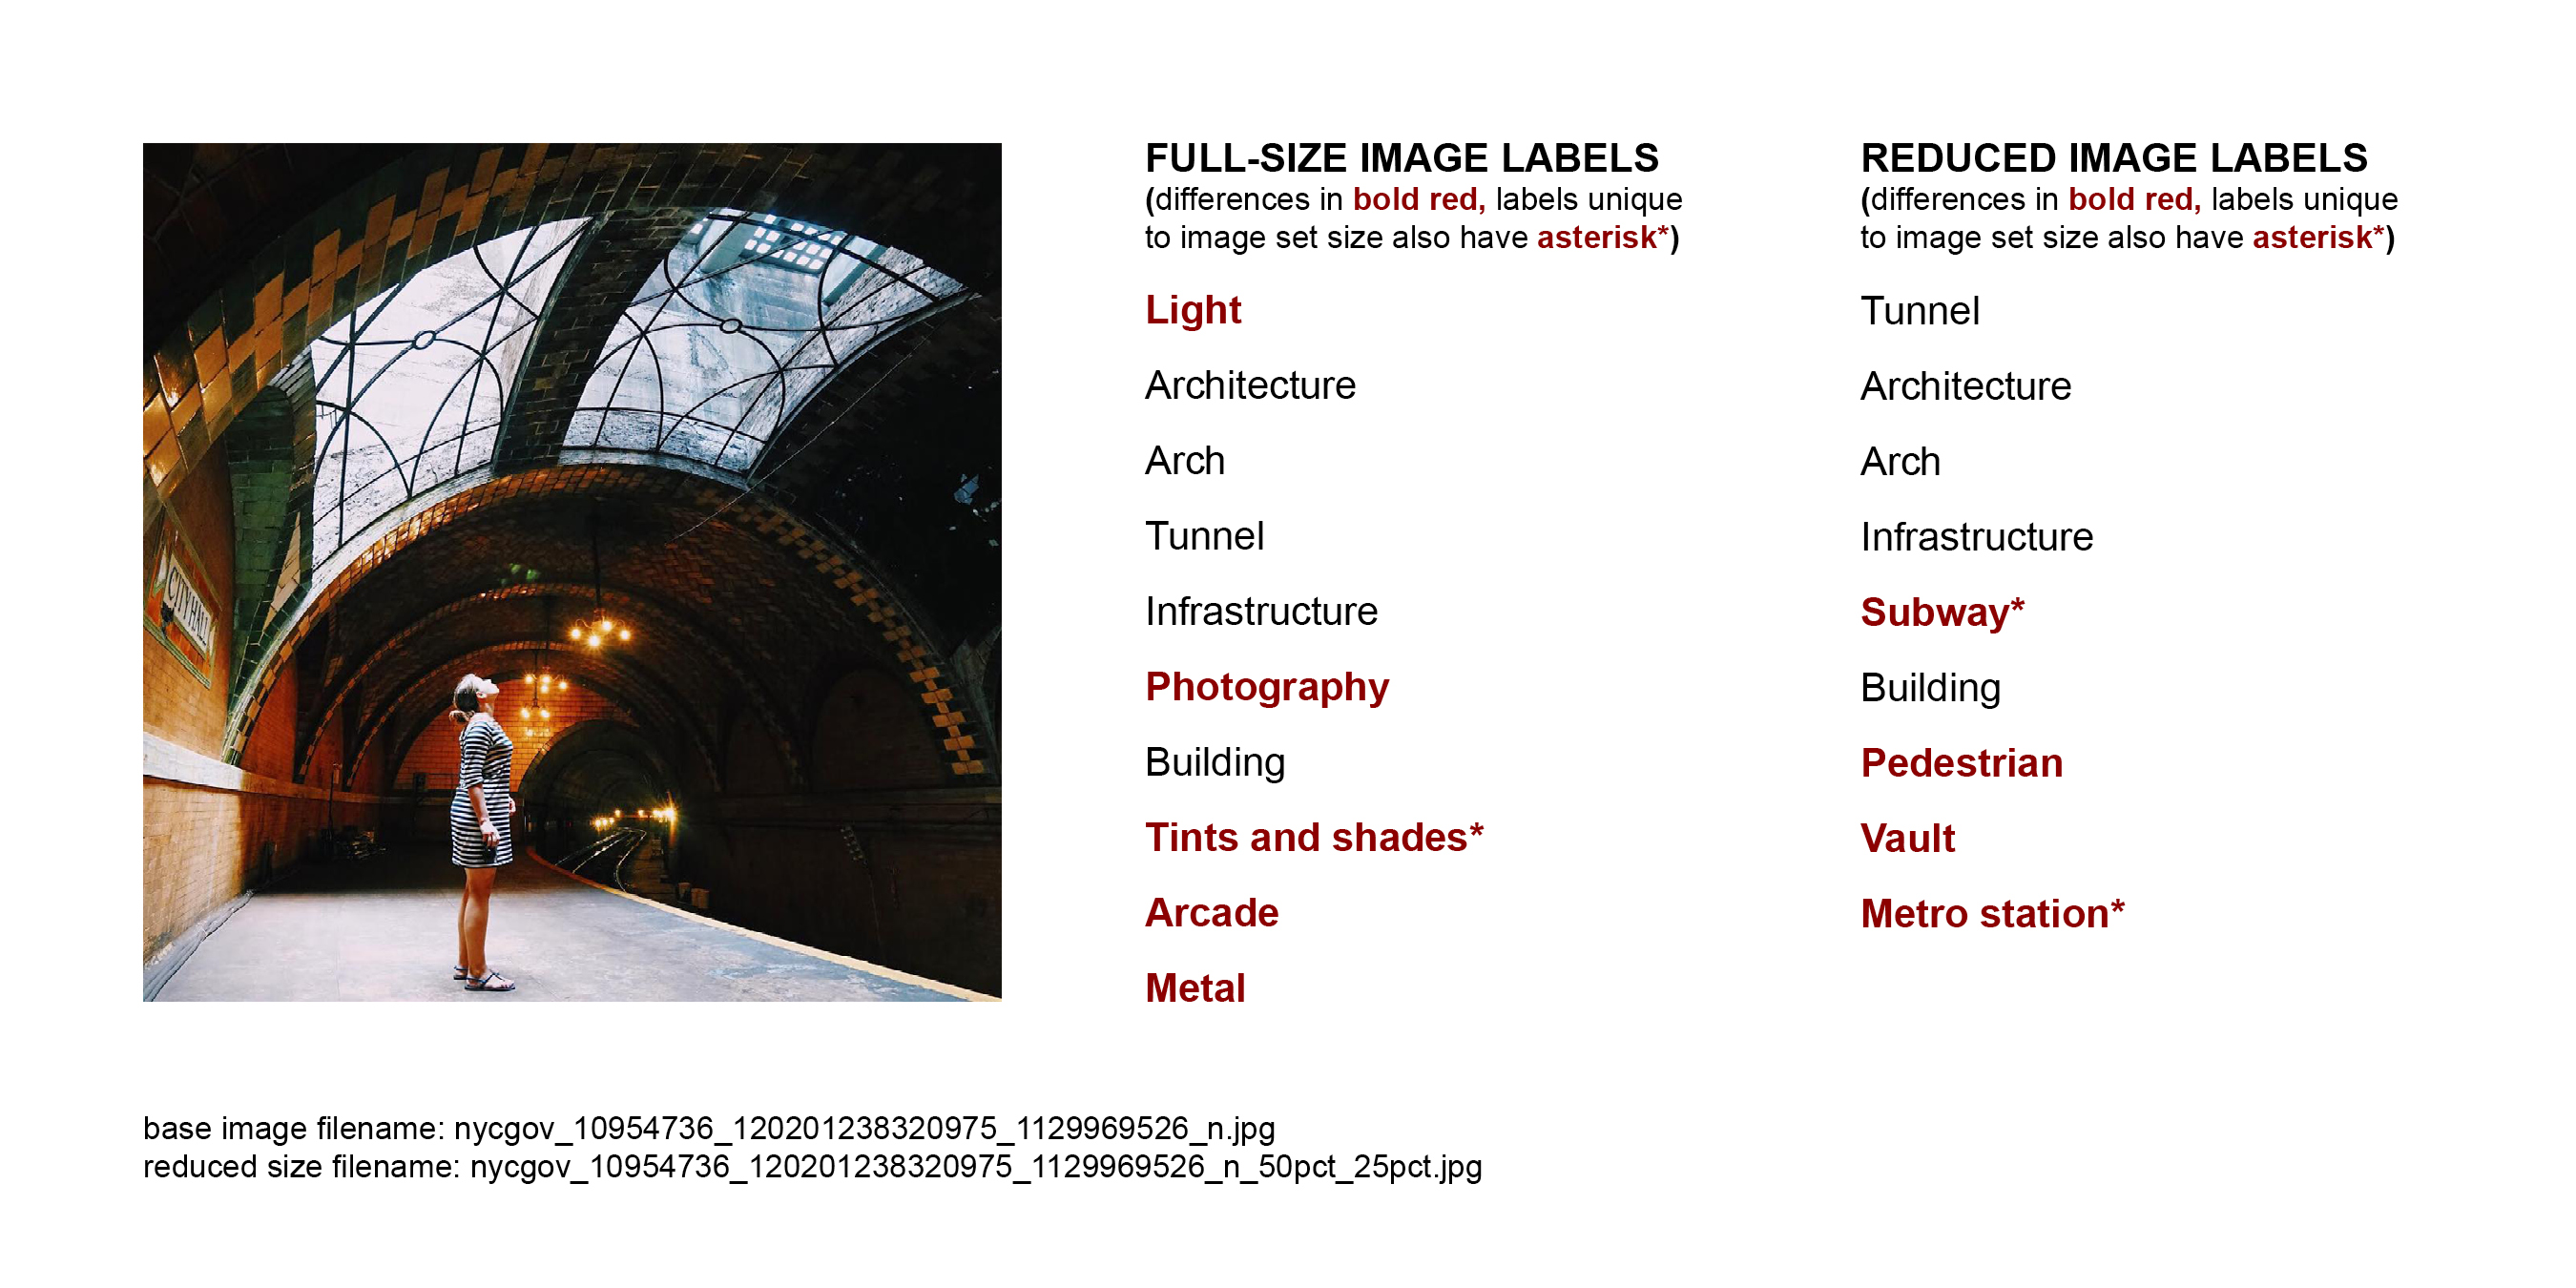 CITY HALL
FULL-SIZE IMAGE LABELS
(differences in bold red, labels unique
to image set size also have asterisk*)
Light
Architecture
Arch
Tunnel
Infrastructure
Photography
Building
Tints and shades*
Arcade
Metal
REDUCED IMAGE LABELS
(differences in bold red, labels unique
to image set size also have asterisk*)
Tunnel
Architecture
Arch
Infrastructure
Subway*
Building
Pedestrian
Vault
Metro station*
base image filename: nycgov_10954736_120201238320975_1129969526_n.jpg
reduced size filename: nycgov_10954736_120201238320975_1129969526_n_50pct_25pct.jpg